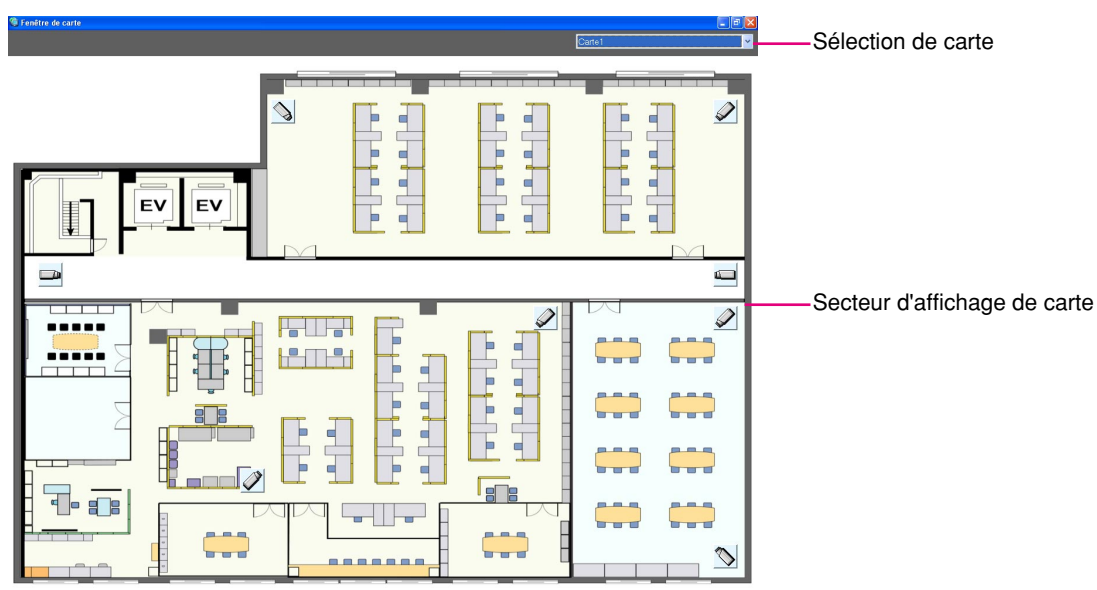 Fenêtre de carte
Carte1
Sélection de carte
EV EV
Secteur d'affichage de carte